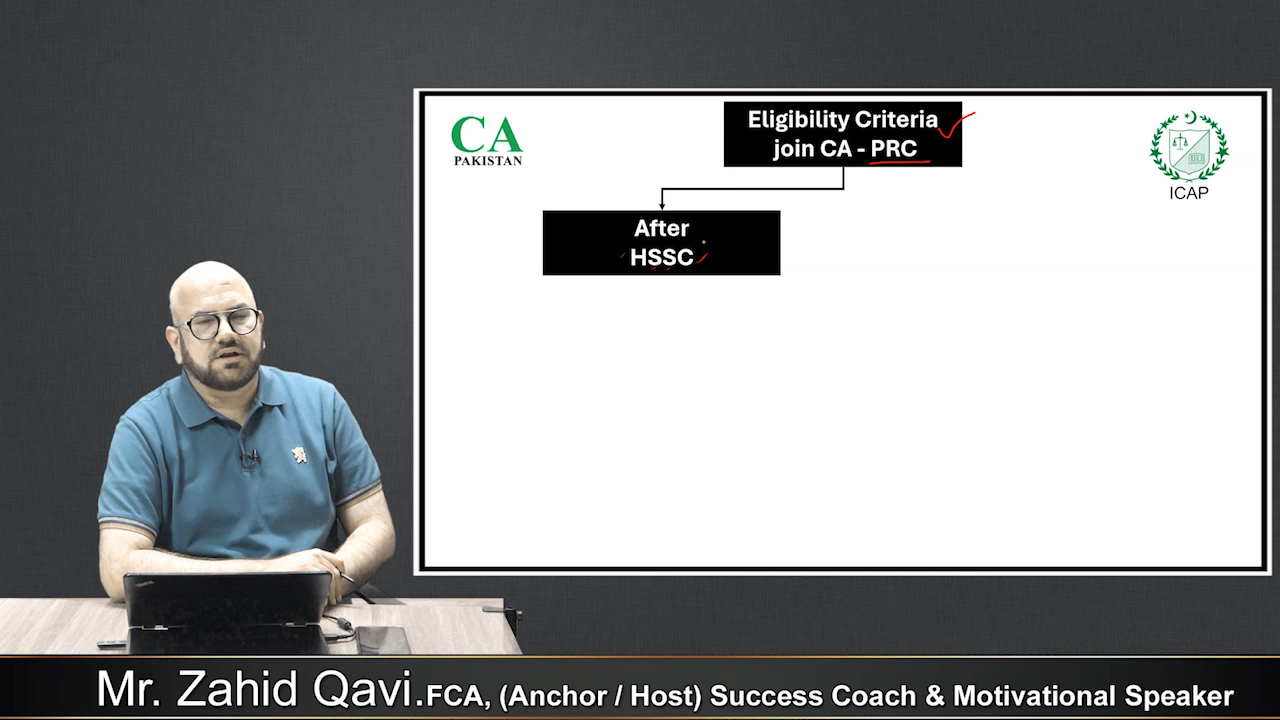 CA
PAKISTAN
Eligibility Criteria
join CA - PRC
ICAP
After
HSSC
Mr. Zahid Qavi.FCA, (Anchor / Host) Success Coach & Motivational Speaker